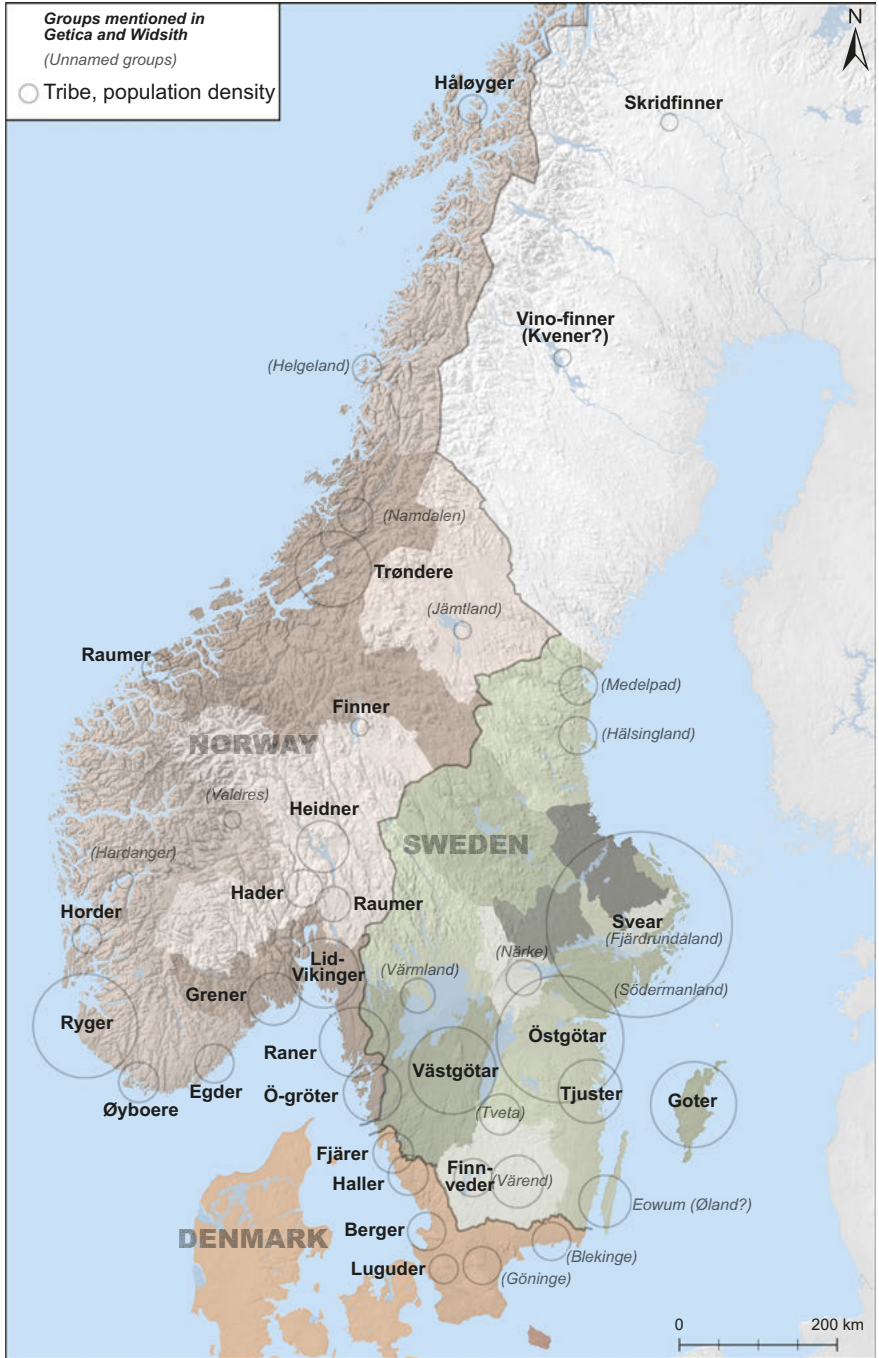 Groups mentioned in
Getica and Widsith
(Unnamed groups)
Tribe, population density
N
Håløyger
Skridfinner
Vino-finner
(Kvener?)
(Helgeland)
(Namdalen)
Trøndere
(Jämtland)
Raumer
(Medelpad)
Finner
(Hälsingland)
NORWAY
(Valdres)
Heidner
SWEDEN
(Hardanger)
Hader
Raumer
Horder
Svear
(Fjärdrundaland)
(Närke)
Lid-
Vikinger
(Värmland)
(Södermanland)
Grener
Ryger
Östgötar
Raner
Västgötar
Egder
Ö-gröter
Tjuster
Goter
Øyboere
(Tveta)
Fjärer
Finn-
veder
(Värend)
Haller
Eowum (Øland?)
Berger
DENMARK
(Blekinge)
Luguder
(Göninge)
0
200 km